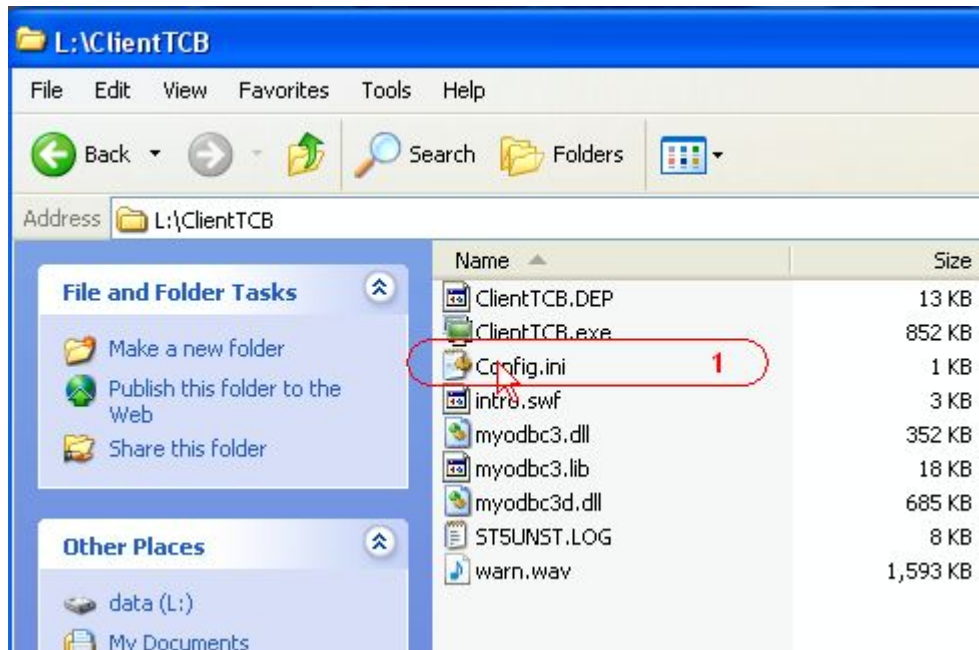 L:\ClientTCB
File Edit View Favorites Tools Help
Back Search Folders
Address L:\ClientTCB
File and Folder Tasks
Make a new folder
Publish this folder to the
Web
Share this folder
Other Places
data (L:)
My Documents
Name Size
ClientTCB.DEP 13 KB
ClientTCB.exe 852 KB
Config.ini 1 1 KB
intro.swf 3 KB
myodbc3.dll 352 KB
myodbc3.lib 18 KB
myodbc3d.dll 685 KB
ST5UNST.LOG 8 KB
warn.wav 1,593 KB